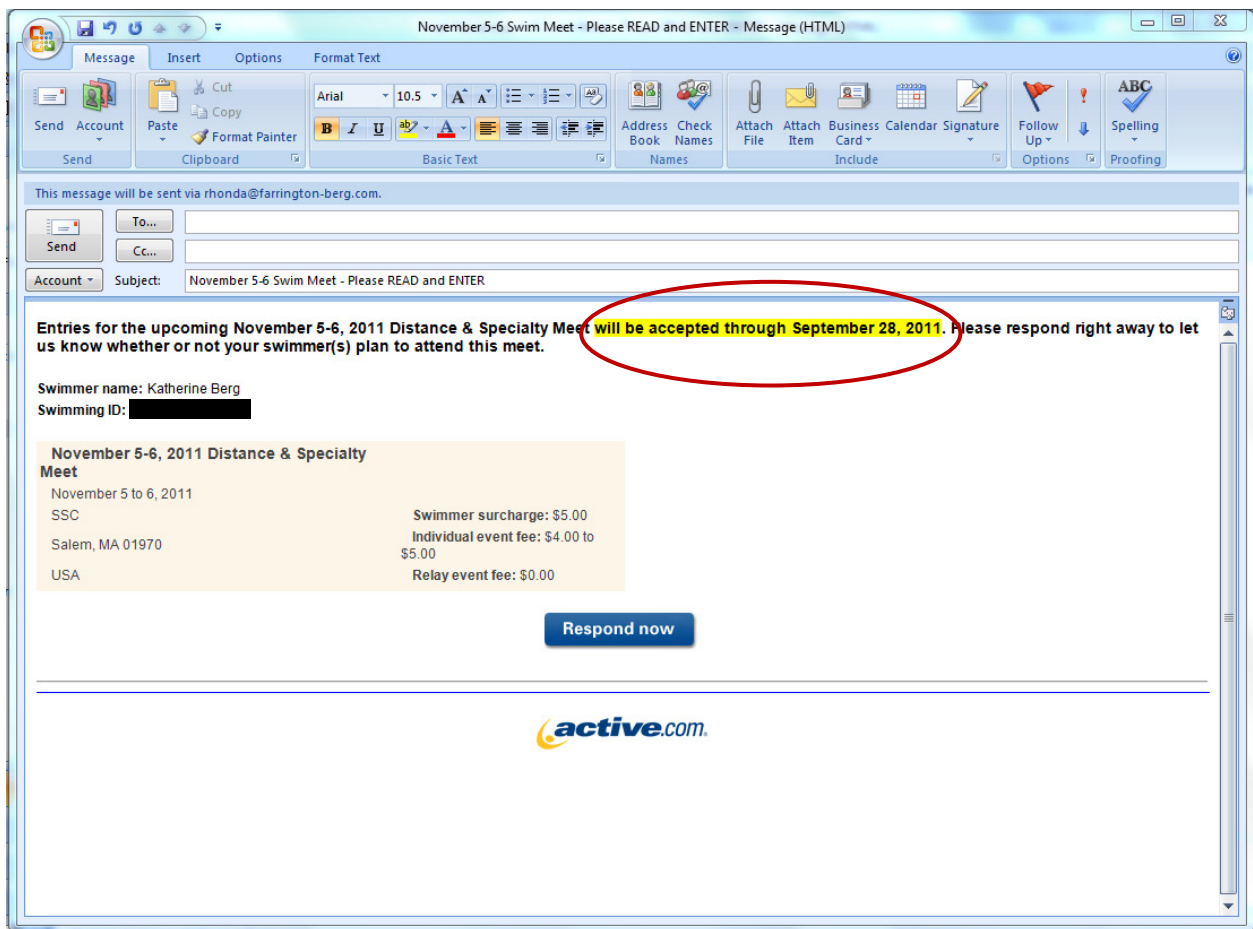 November 5-6 Swim Meet - Please READ and ENTER - Message (HTML)
Message Insert Options Format Text
Send Account Paste Cut Copy Format Painter
Arial 10.5 A A AB
B I U ab A
Address Book Check Names Attach File Attach Item Business Card Calendar Signature Follow Up ABC Spelling
Send Clipboard Basic Text Names Include Options Proofing
This message will be sent via rhonda@farrington-berg.com.
Send To...
Cc...
Account Subject: November 5-6 Swim Meet - Please READ and ENTER
Entries for the upcoming November 5-6, 2011 Distance & Specialty Meet will be accepted through September 28, 2011. Please respond right away to let
us know whether or not your swimmer(s) plan to attend this meet.
Swimmer name: Katherine Berg
Swimming ID:
November 5-6, 2011 Distance & Specialty
Meet
November 5 to 6, 2011
SSC Swimmer surcharge: $5.00
Salem, MA 01970 Individual event fee: $4.00 to
$5.00
USA Relay event fee: $0.00
Respond now
active.com